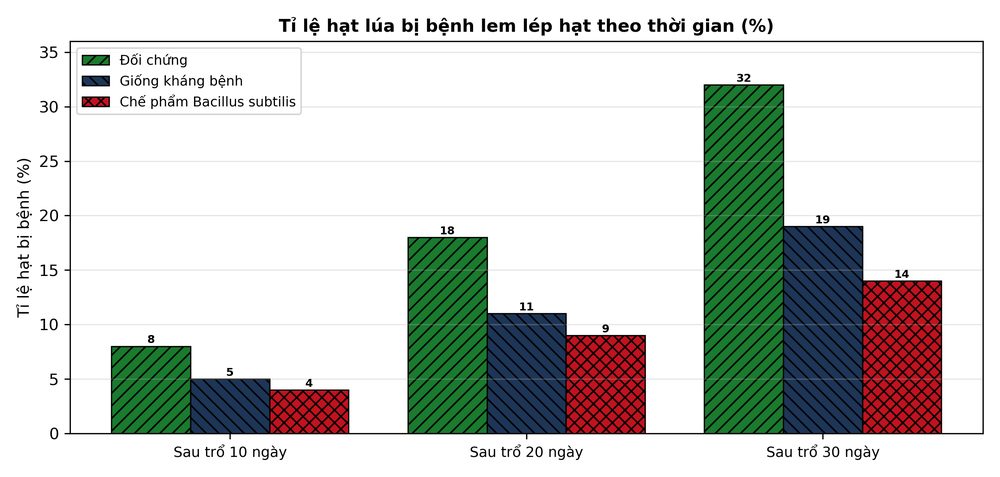 Tỉ lệ hạt lúa bị bệnh lem lép hạt theo thời gian (%)
Đối chứng
Giống kháng bệnh
Chế phẩm Bacillus subtilis
Tỉ lệ hạt bị bệnh (%)
35
30
25
20
15
10
5
0
8
5
4
18
11
9
32
19
14
Sau trổ 10 ngày
Sau trổ 20 ngày
Sau trổ 30 ngày